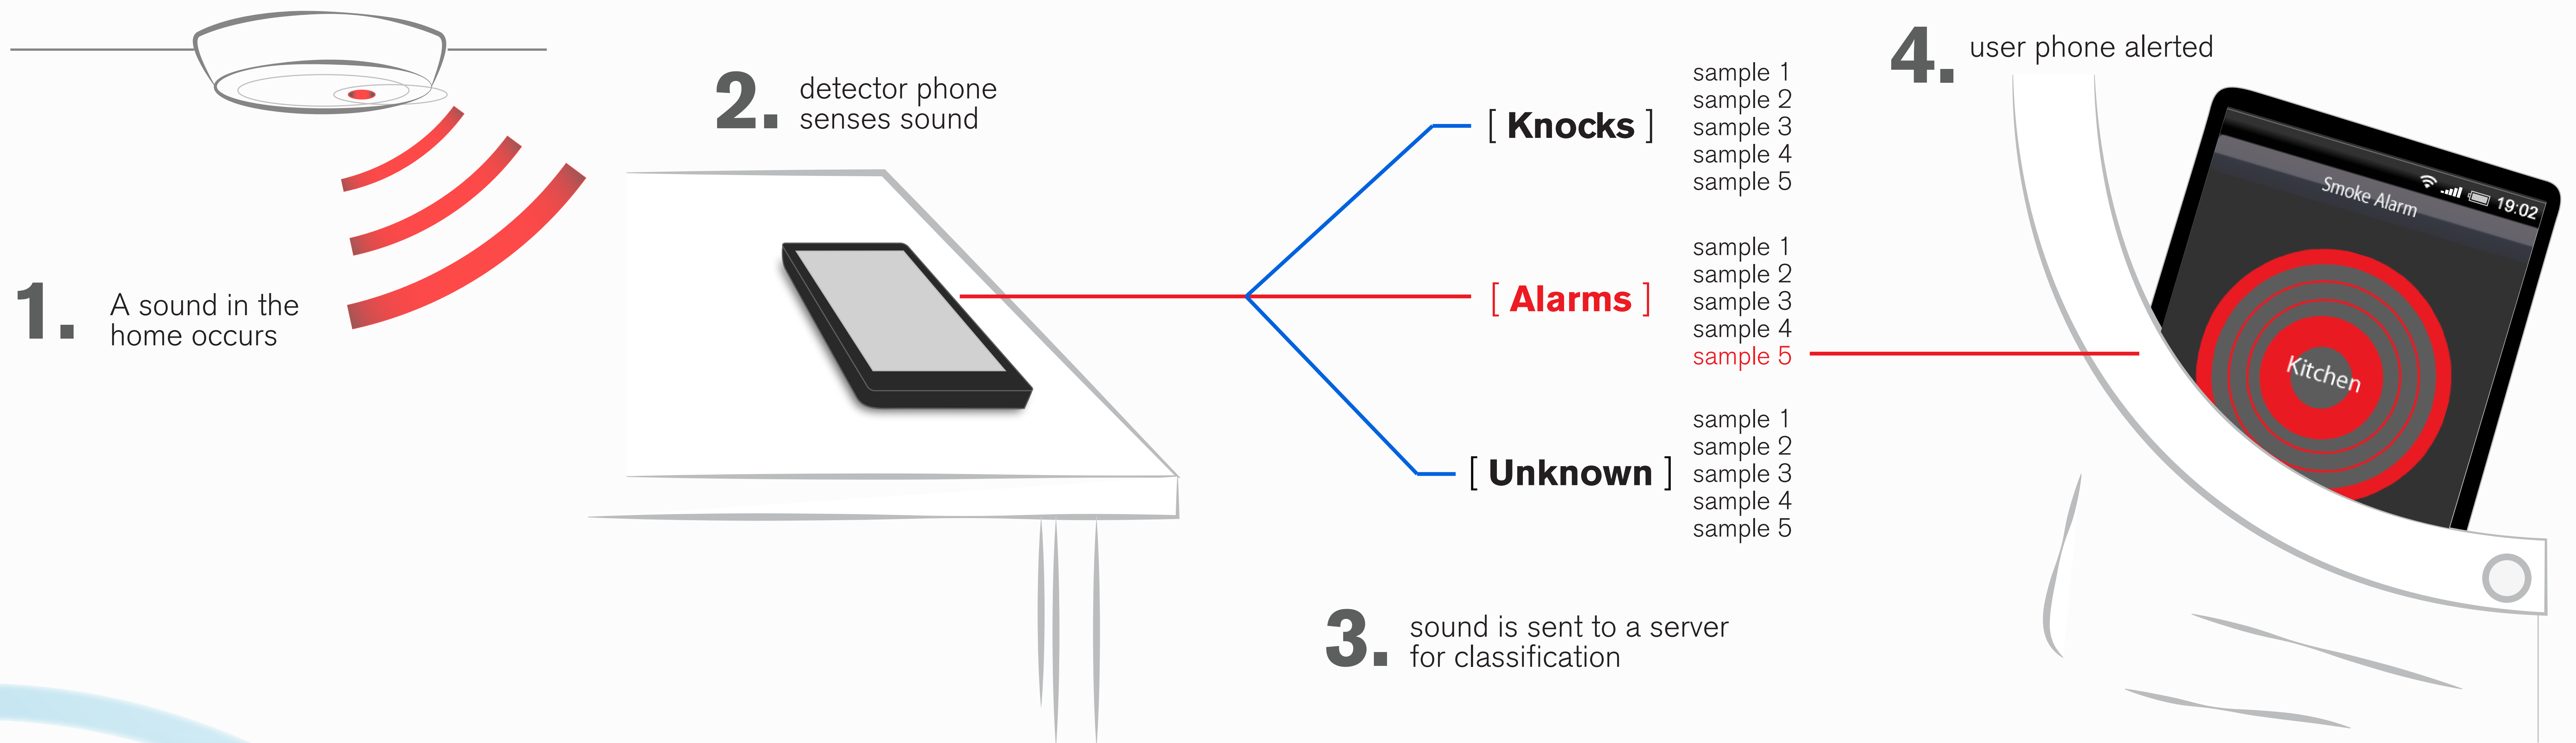 1.
A sound in the
home occurs
2.
detector phone
senses sound
[ Knocks ]
sample 1
sample 2
sample 3
sample 4
sample 5
[ Alarms ]
sample 1
sample 2
sample 3
sample 4
sample 5
[ Unknown ]
sample 1
sample 2
sample 3
sample 4
sample 5
3.
sound is sent to a server
for classification
4.
user phone alerted
19:02
Smoke Alarm
Kitchen